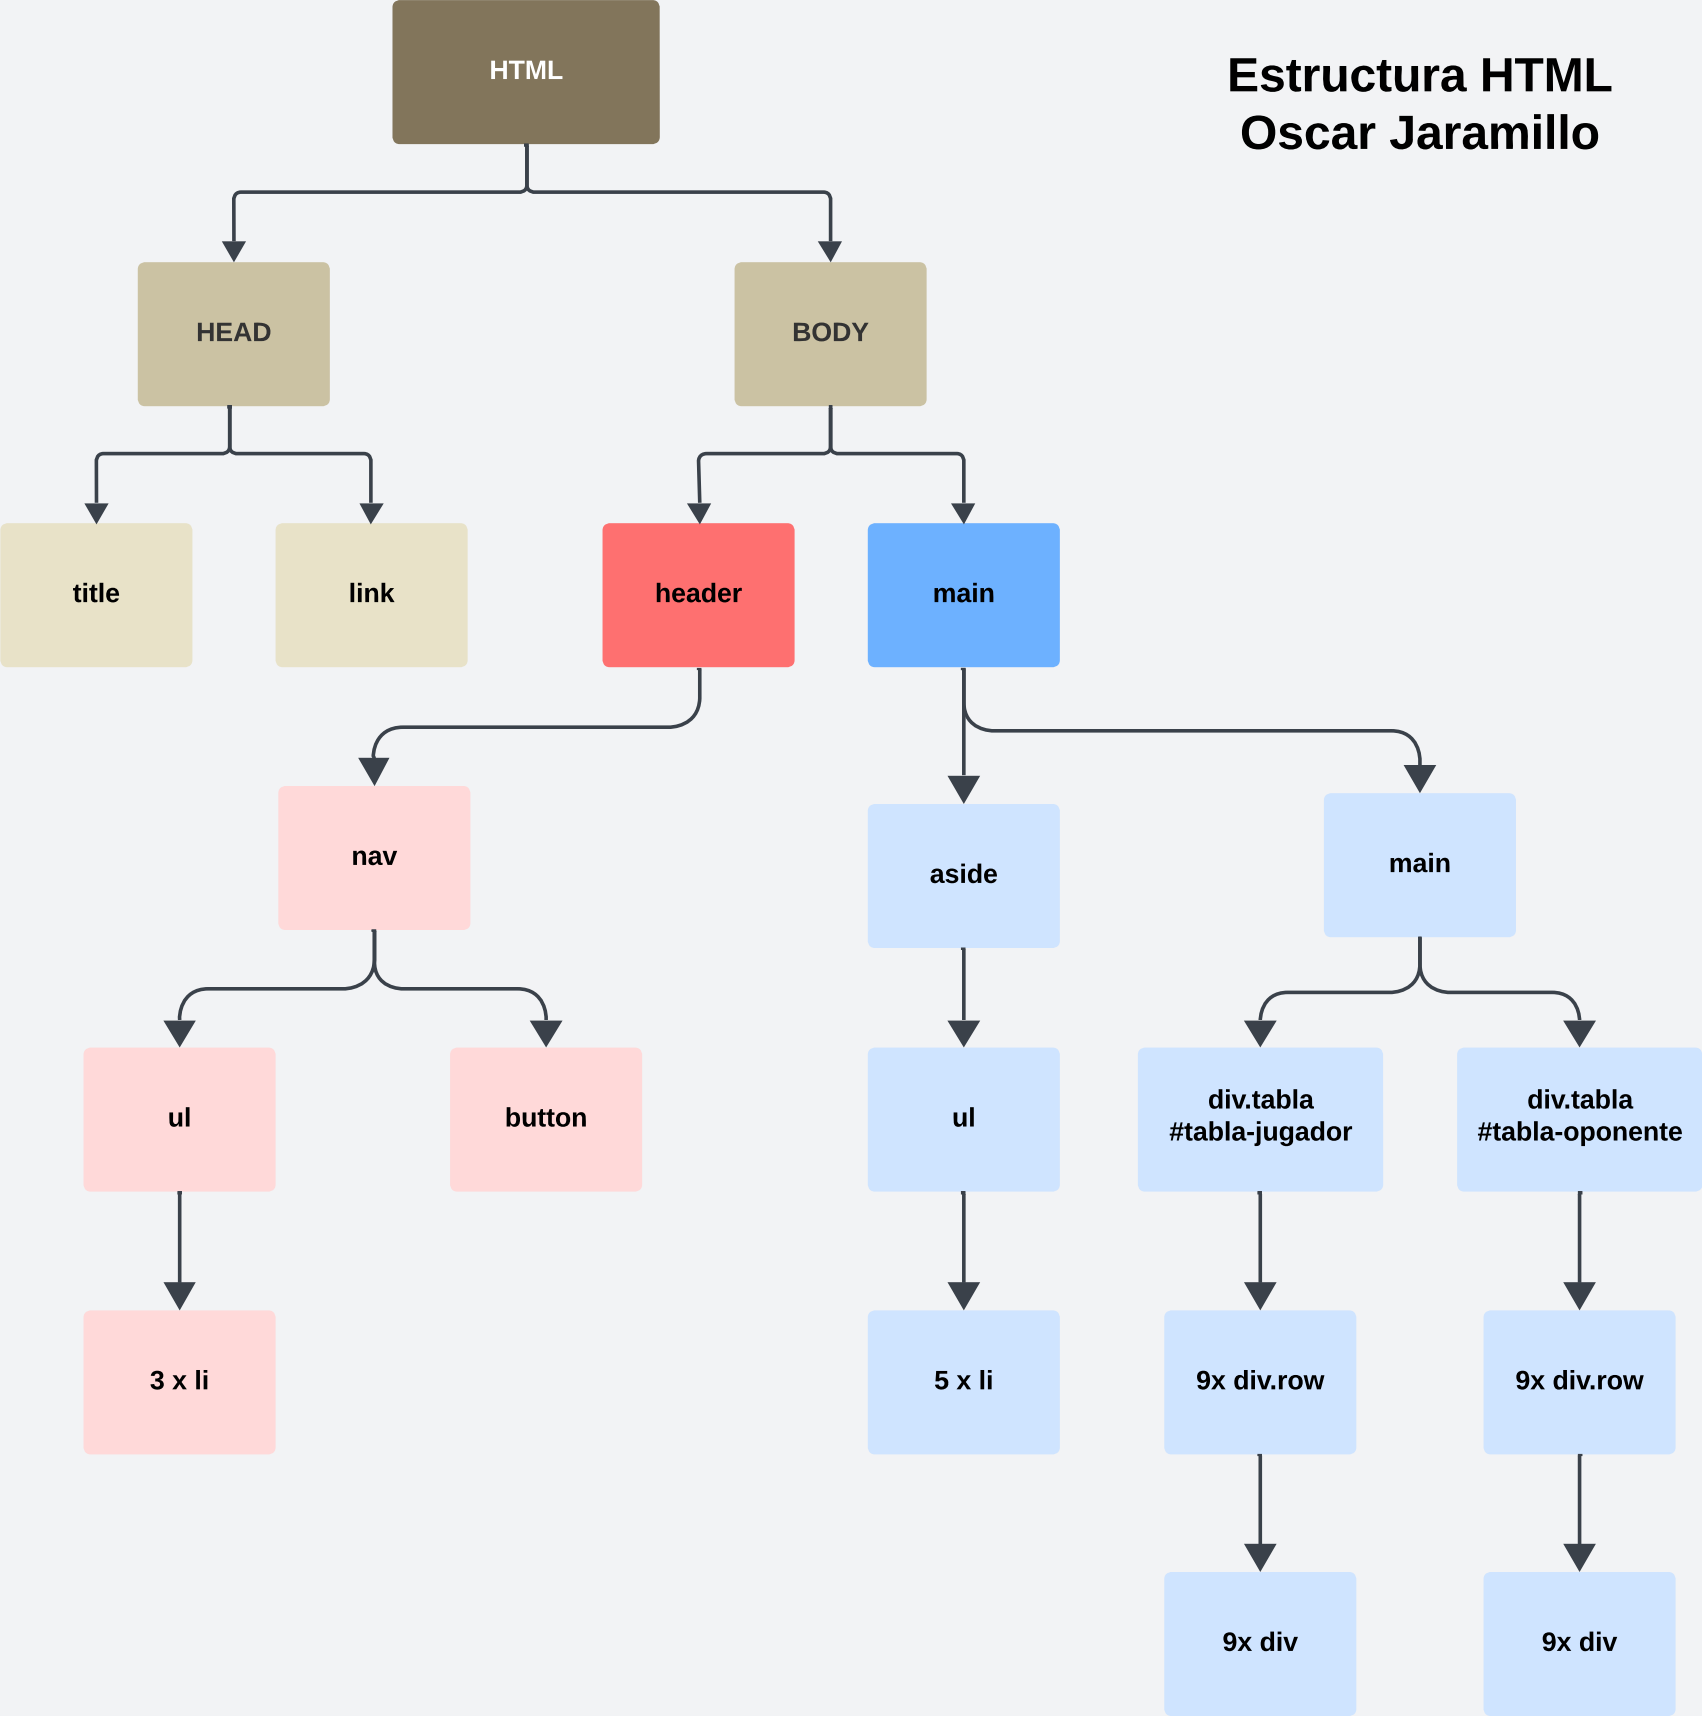 HTML
Estructura HTML
Oscar Jaramillo
HEAD
BODY
title
link
header
main
nav
aside
main
ul
button
ul
div.tabla
#tabla-jugador
div.tabla
#tabla-oponente
3 x li
5 x li
9x div.row
9x div.row
9x div
9x div